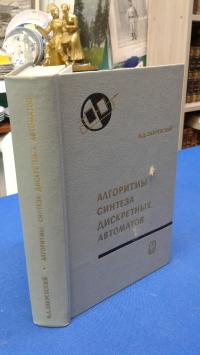 А.Д. ЗАКРЕВСКИЙ
АЛГОРИТМЫ
СИНТЕЗА
ДИСКРЕТНЫХ
АВТОМАТОВ
А.Д. ЗАКРЕВСКИЙ • АЛГОРИТМЫ СИНТЕЗА ДИСКРЕТНЫХ АВТОМАТОВ